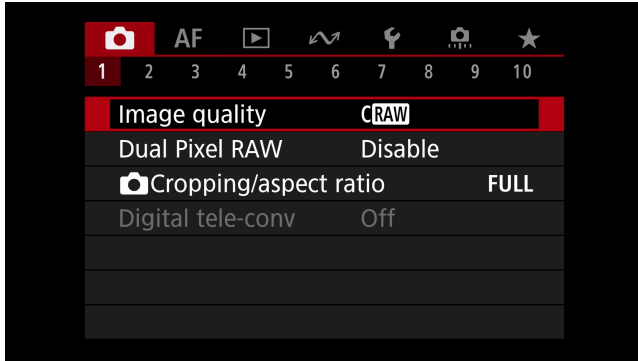 AF
1 2 3 4 5 6 7 8 9 10
Image quality CRAW
Dual Pixel RAW Disable
Cropping/aspect ratio FULL
Digital tele-conv Off